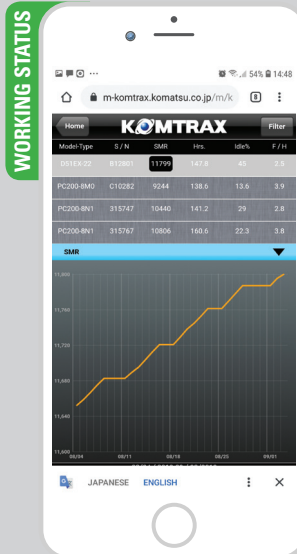 WORKING STATUS
54% 14:48
m-komtrax.komatsu.co.jp/m/k 8
Home KOMTRAX Filter
Model-Type S / N SMR Hrs. Idle% F / H
D51EX-22 B12801 11799 147.8 45 2.8
PC200-8M0 C10282 9244 138.6 13.6 3.9
PC200-8N1 315747 10440 141.2 29 2.8
PC200-8N1 315767 10806 160.6 22.3 3.8
SMR
11,800
11,760
11,720
11,680
11,640
11,600
08/04 08/11 08/18 08/25 09/01
JAPANESE ENGLISH